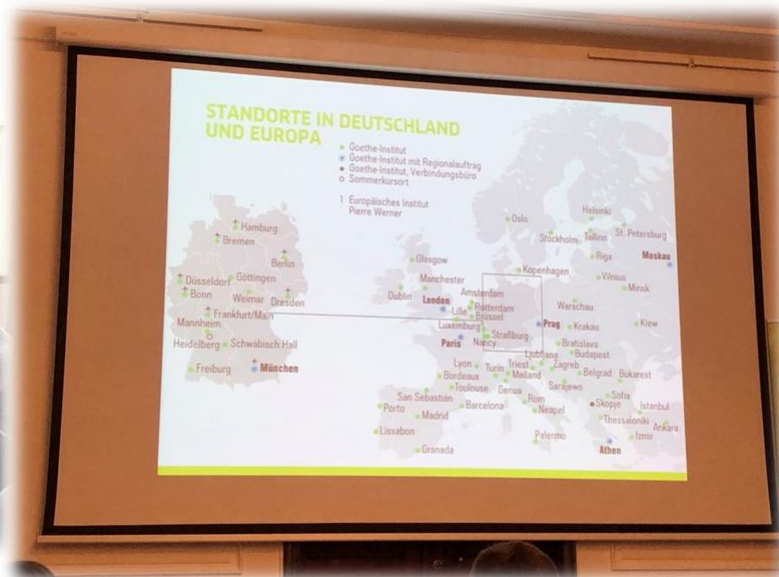 STANDORTE IN DEUTSCHLAND
UND EUROPA
Goethe-Institut
Goethe-Institut mit Regionalauftrag
Goethe-Institut, Verbindungsbüro
Sommerkursort
1 Europäisches Institut
Pierre Werner
Hamburg
Bremen
Berlin
Düsseldorf
Göttingen
Bonn
Weimar
Dresden
Frankfurt/Main
Mannheim
Heidelberg
Schwäbisch Hall
Freiburg
München
Oslo
Helsinki
Stockholm
Tallinn
St. Petersburg
Glasgow
Riga
Moskau
Kopenhagen
Manchester
Vilnius
Dublin
Amsterdam
Minsk
London
Rotterdam
Warschau
Lille
Brüssel
Luxemburg
Prag
Krakau
Kiew
Paris
Nancy
Straßburg
Bratislava
Ljubljana
Budapest
Lyon
Turin
Triest
Zagreb
Bordeaux
Mailand
Belgrad
Bukarest
Toulouse
Genua
Sarajewo
San Sebastián
Rom
Sofia
Porto
Barcelona
Neapel
Skopje
Istanbul
Madrid
Thessaloniki
Ankara
Lissabon
Palermo
Izmir
Granada
Athen